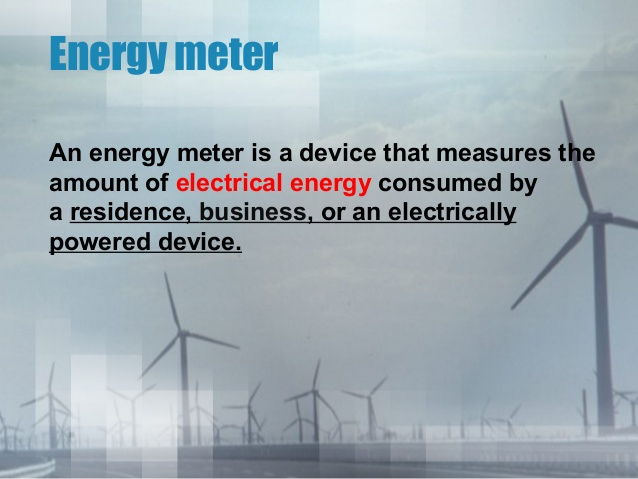 Energy meter
An energy meter is a device that measures the
amount of electrical energy consumed by
a residence, business, or an electrically
powered device.